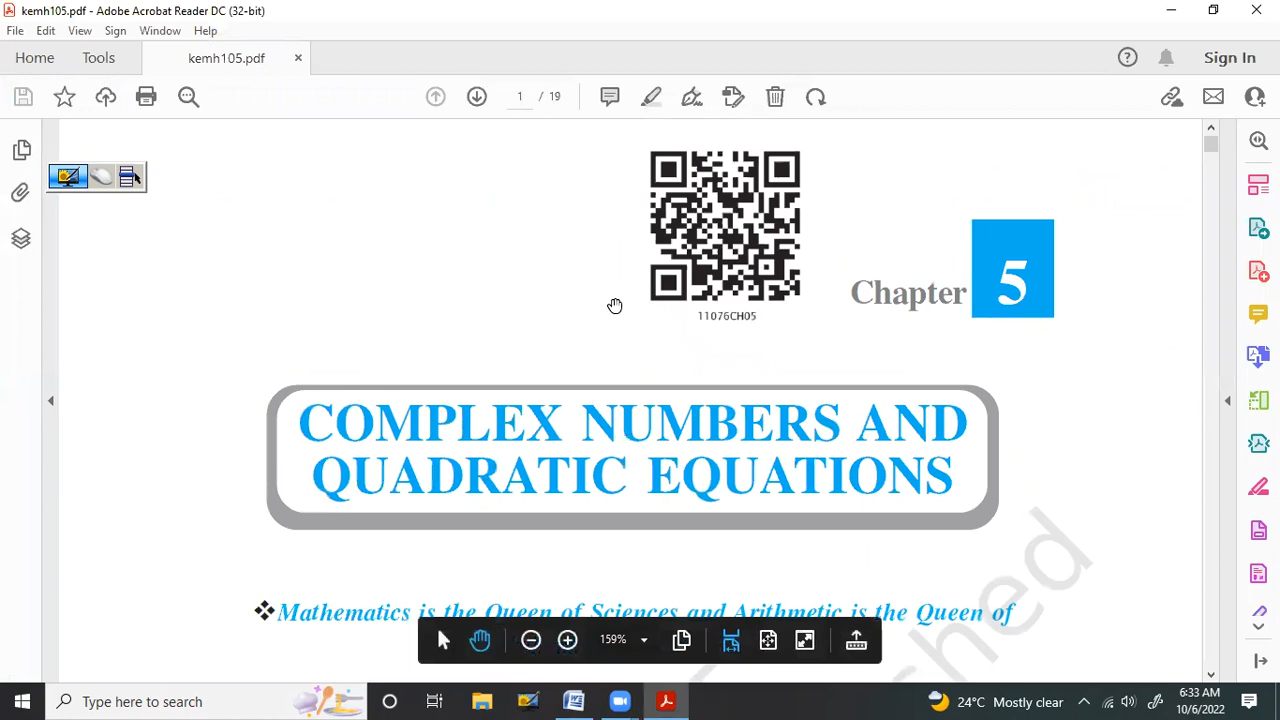 kemh105.pdf - Adobe Acrobat Reader DC (32-bit)
File Edit View Sign Window Help
Home Tools kemh105.pdf × Sign In
1 / 19
11076CH05
Chapter 5
COMPLEX NUMBERS AND
QUADRATIC EQUATIONS
❖ Mathematics is the Queen of Sciences and Arithmetic is the Queen of
shed
159%
Type here to search
24°C Mostly clear
6:33 AM
10/6/2022